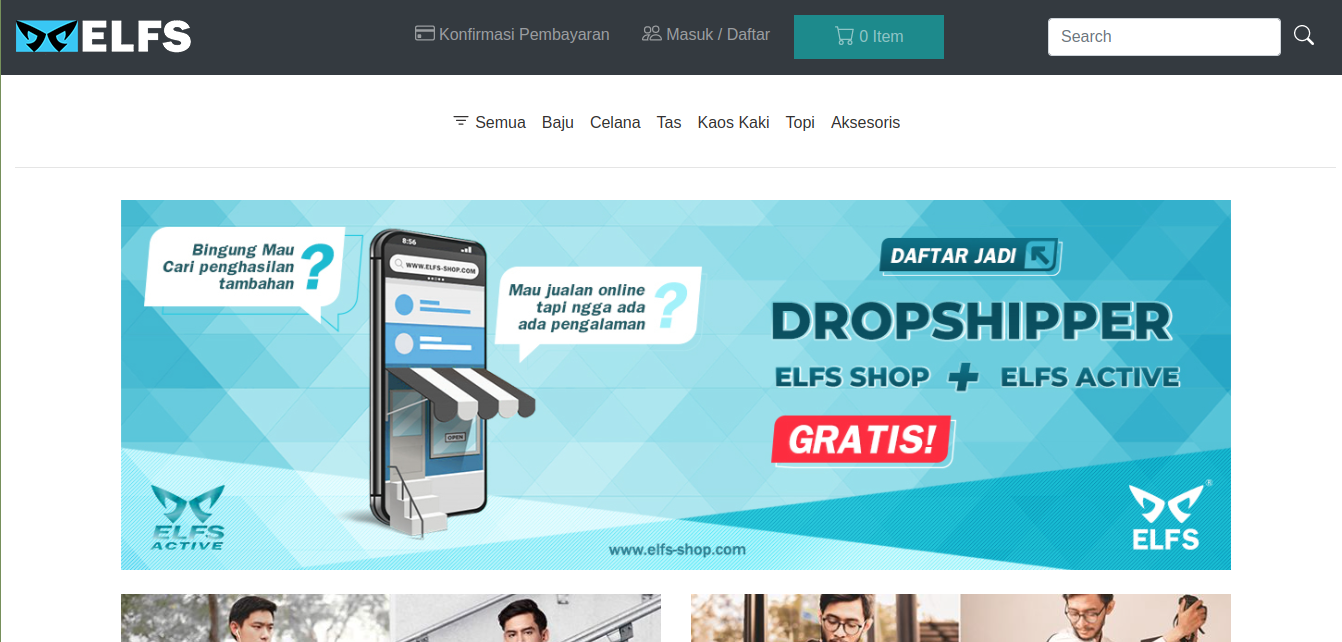 ELFS
Konfirmasi Pembayaran
Masuk / Daftar
0 Item
Search
Semua
Baju
Celana
Tas
Kaos Kaki
Topi
Aksesoris
Bingung Mau
Cari penghasilan
tambahan
?
8:56
WWW.ELFS-SHOP.COM
OPEN
Mau jualan online
tapi ngga ada
ada pengalaman
?
DAFTAR JADI
DROPSHIPPER
ELFS SHOP + ELFS ACTIVE
GRATIS!
ELFS
ACTIVE
www.elfs-shop.com
®
ELFS